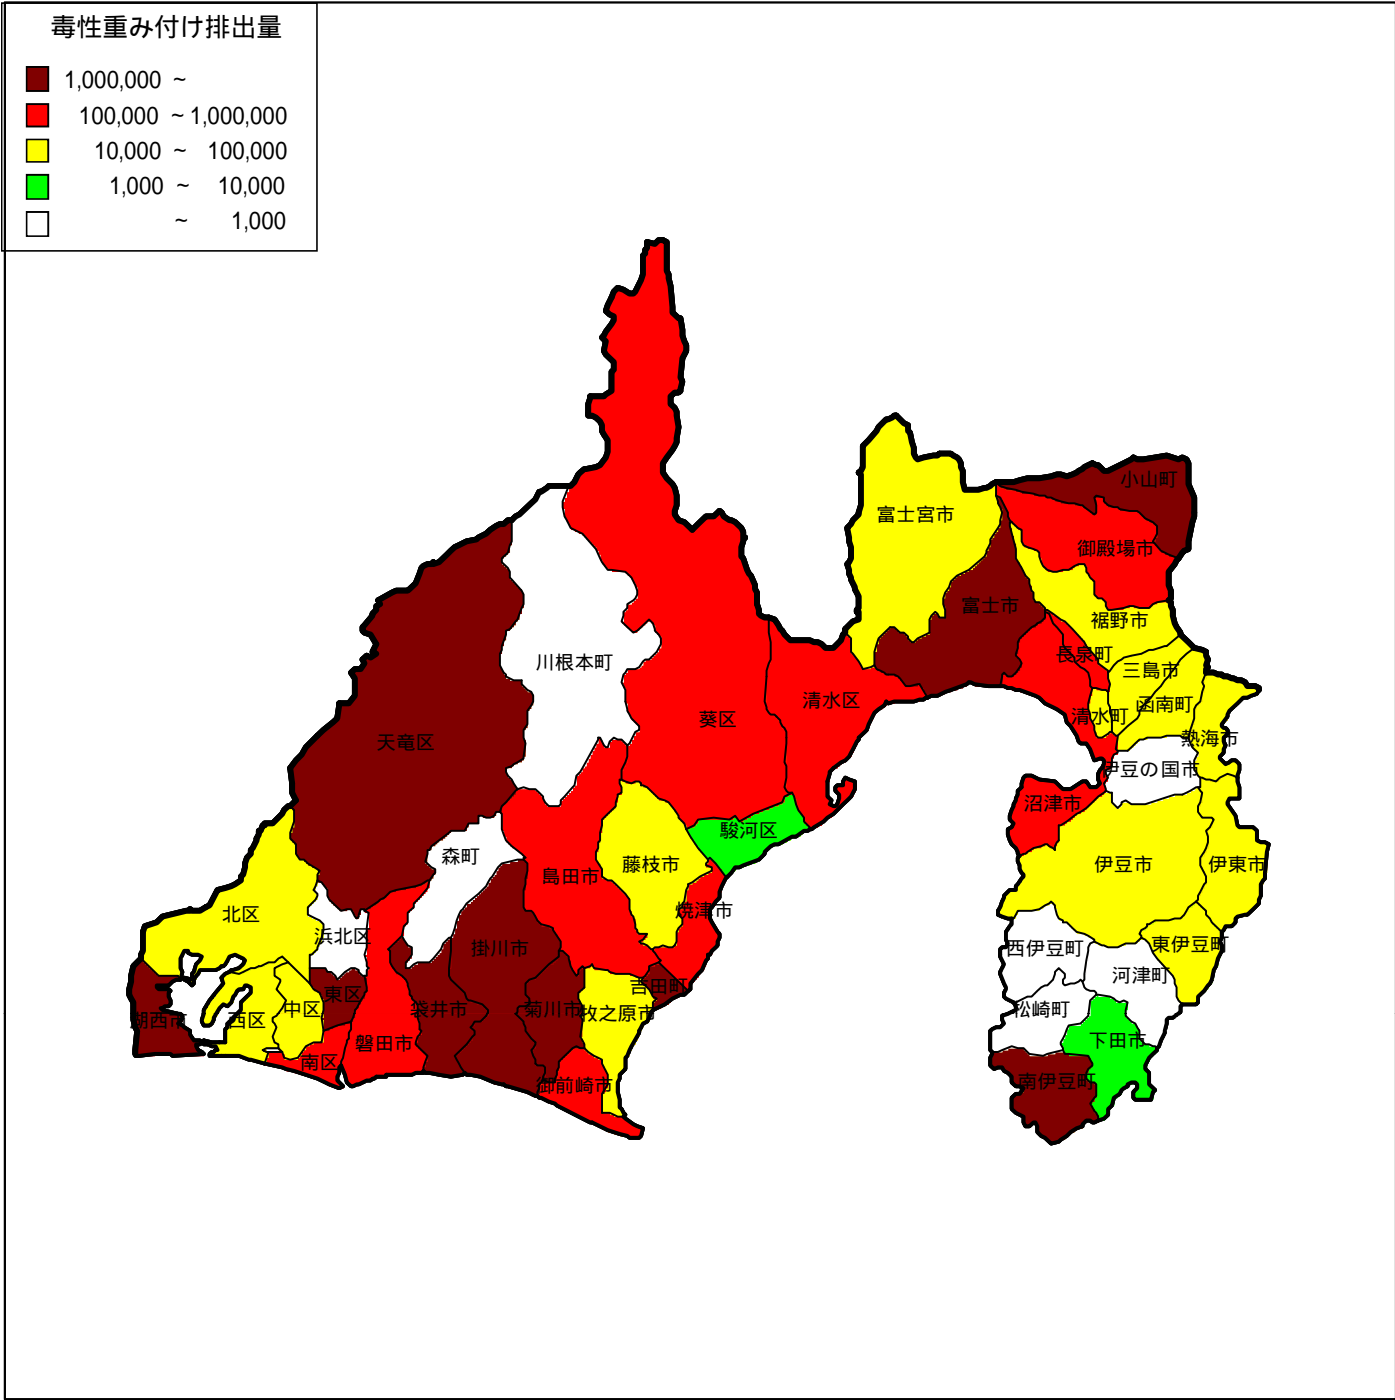 毒性重み付け排出量
1,000,000 ~
100,000 ~ 1,000,000
10,000 ~ 100,000
1,000 ~ 10,000
~ 1,000
小山町
富士宮市
御殿場市
富士市
裾野市
川根本町
長泉町
三島市
清水区
函南町
葵区
清水町
天竜区
熱海市
伊豆の国市
沼津市
駿河区
森町
藤枝市
伊豆市
伊東市
島田市
焼津市
北区
浜北区
掛川市
西伊豆町
東伊豆町
河津町
東区
吉田町
中区
袋井市
菊川市
牧之原市
松崎町
湖西市
西区
磐田市
下田市
南区
御前崎市
南伊豆町